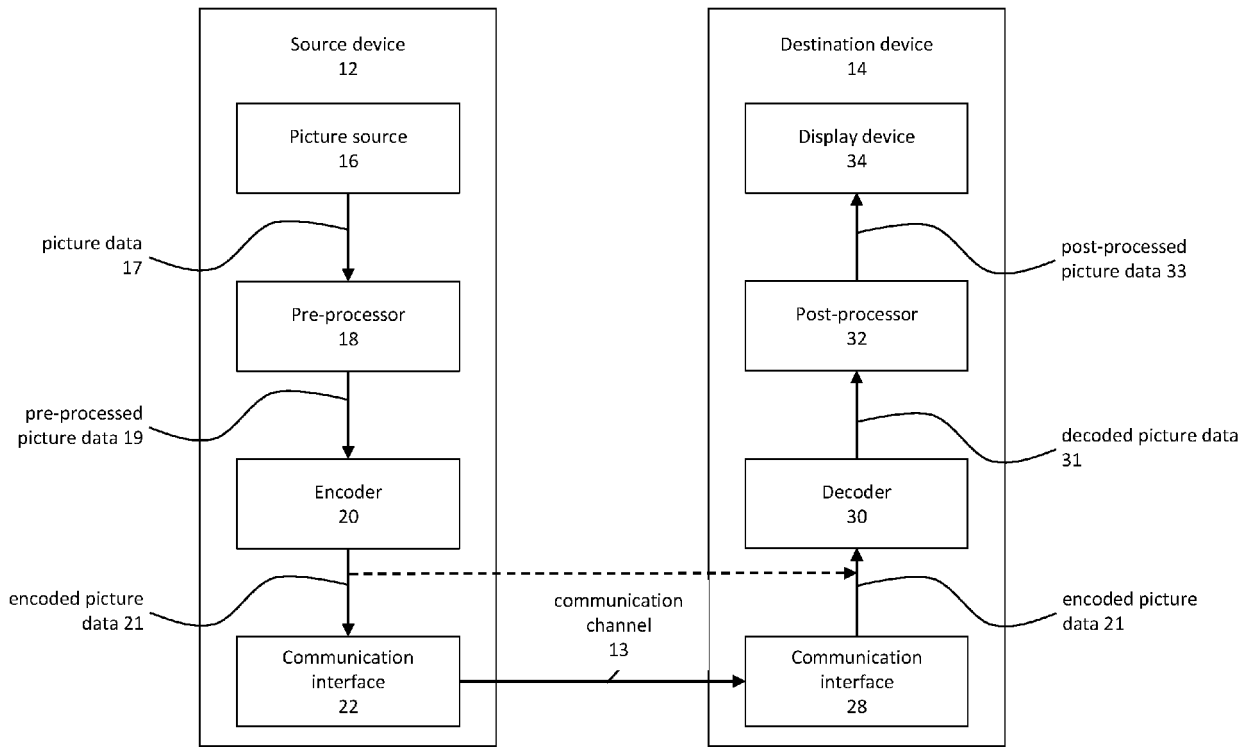 Source device
12
Picture source
16
picture data
17
Pre-processor
18
pre-processed
picture data 19
Encoder
20
encoded picture
data 21
Communication
interface
22
communication
channel
13
Destination device
14
Display device
34
post-processed
picture data 33
Post-processor
32
decoded picture data
31
Decoder
30
encoded picture
data 21
Communication
interface
28